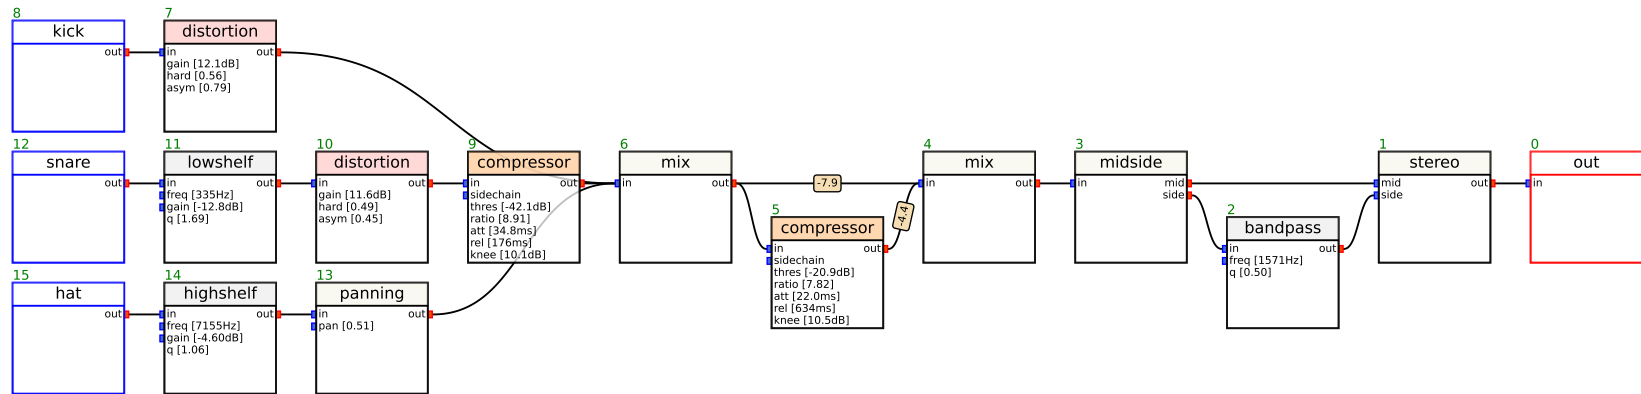 8
kick
out
7
distortion
in out
gain [12.1dB]
hard [0.56]
asym [0.79]
12
snare
out
11
lowshelf
in out
freq [335Hz]
gain [-12.8dB]
q [1.69]
10
distortion
in out
gain [11.6dB]
hard [0.49]
asym [0.45]
9
compressor
in out
sidechain
thres [-42.1dB]
ratio [8.91]
att [34.8ms]
rel [176ms]
knee [10.1dB]
6
mix
in out
-7.9
5
compressor
in out
sidechain
thres [-20.9dB]
ratio [7.82]
att [22.0ms]
rel [634ms]
knee [10.5dB]
-4.4
4
mix
in out
3
midside
in mid
side
2
bandpass
in out
freq [1571Hz]
q [0.50]
1
stereo
mid out
side
0
out
in
15
hat
out
14
highshelf
in out
freq [7155Hz]
gain [-4.60dB]
q [1.06]
13
panning
in out
pan [0.51]